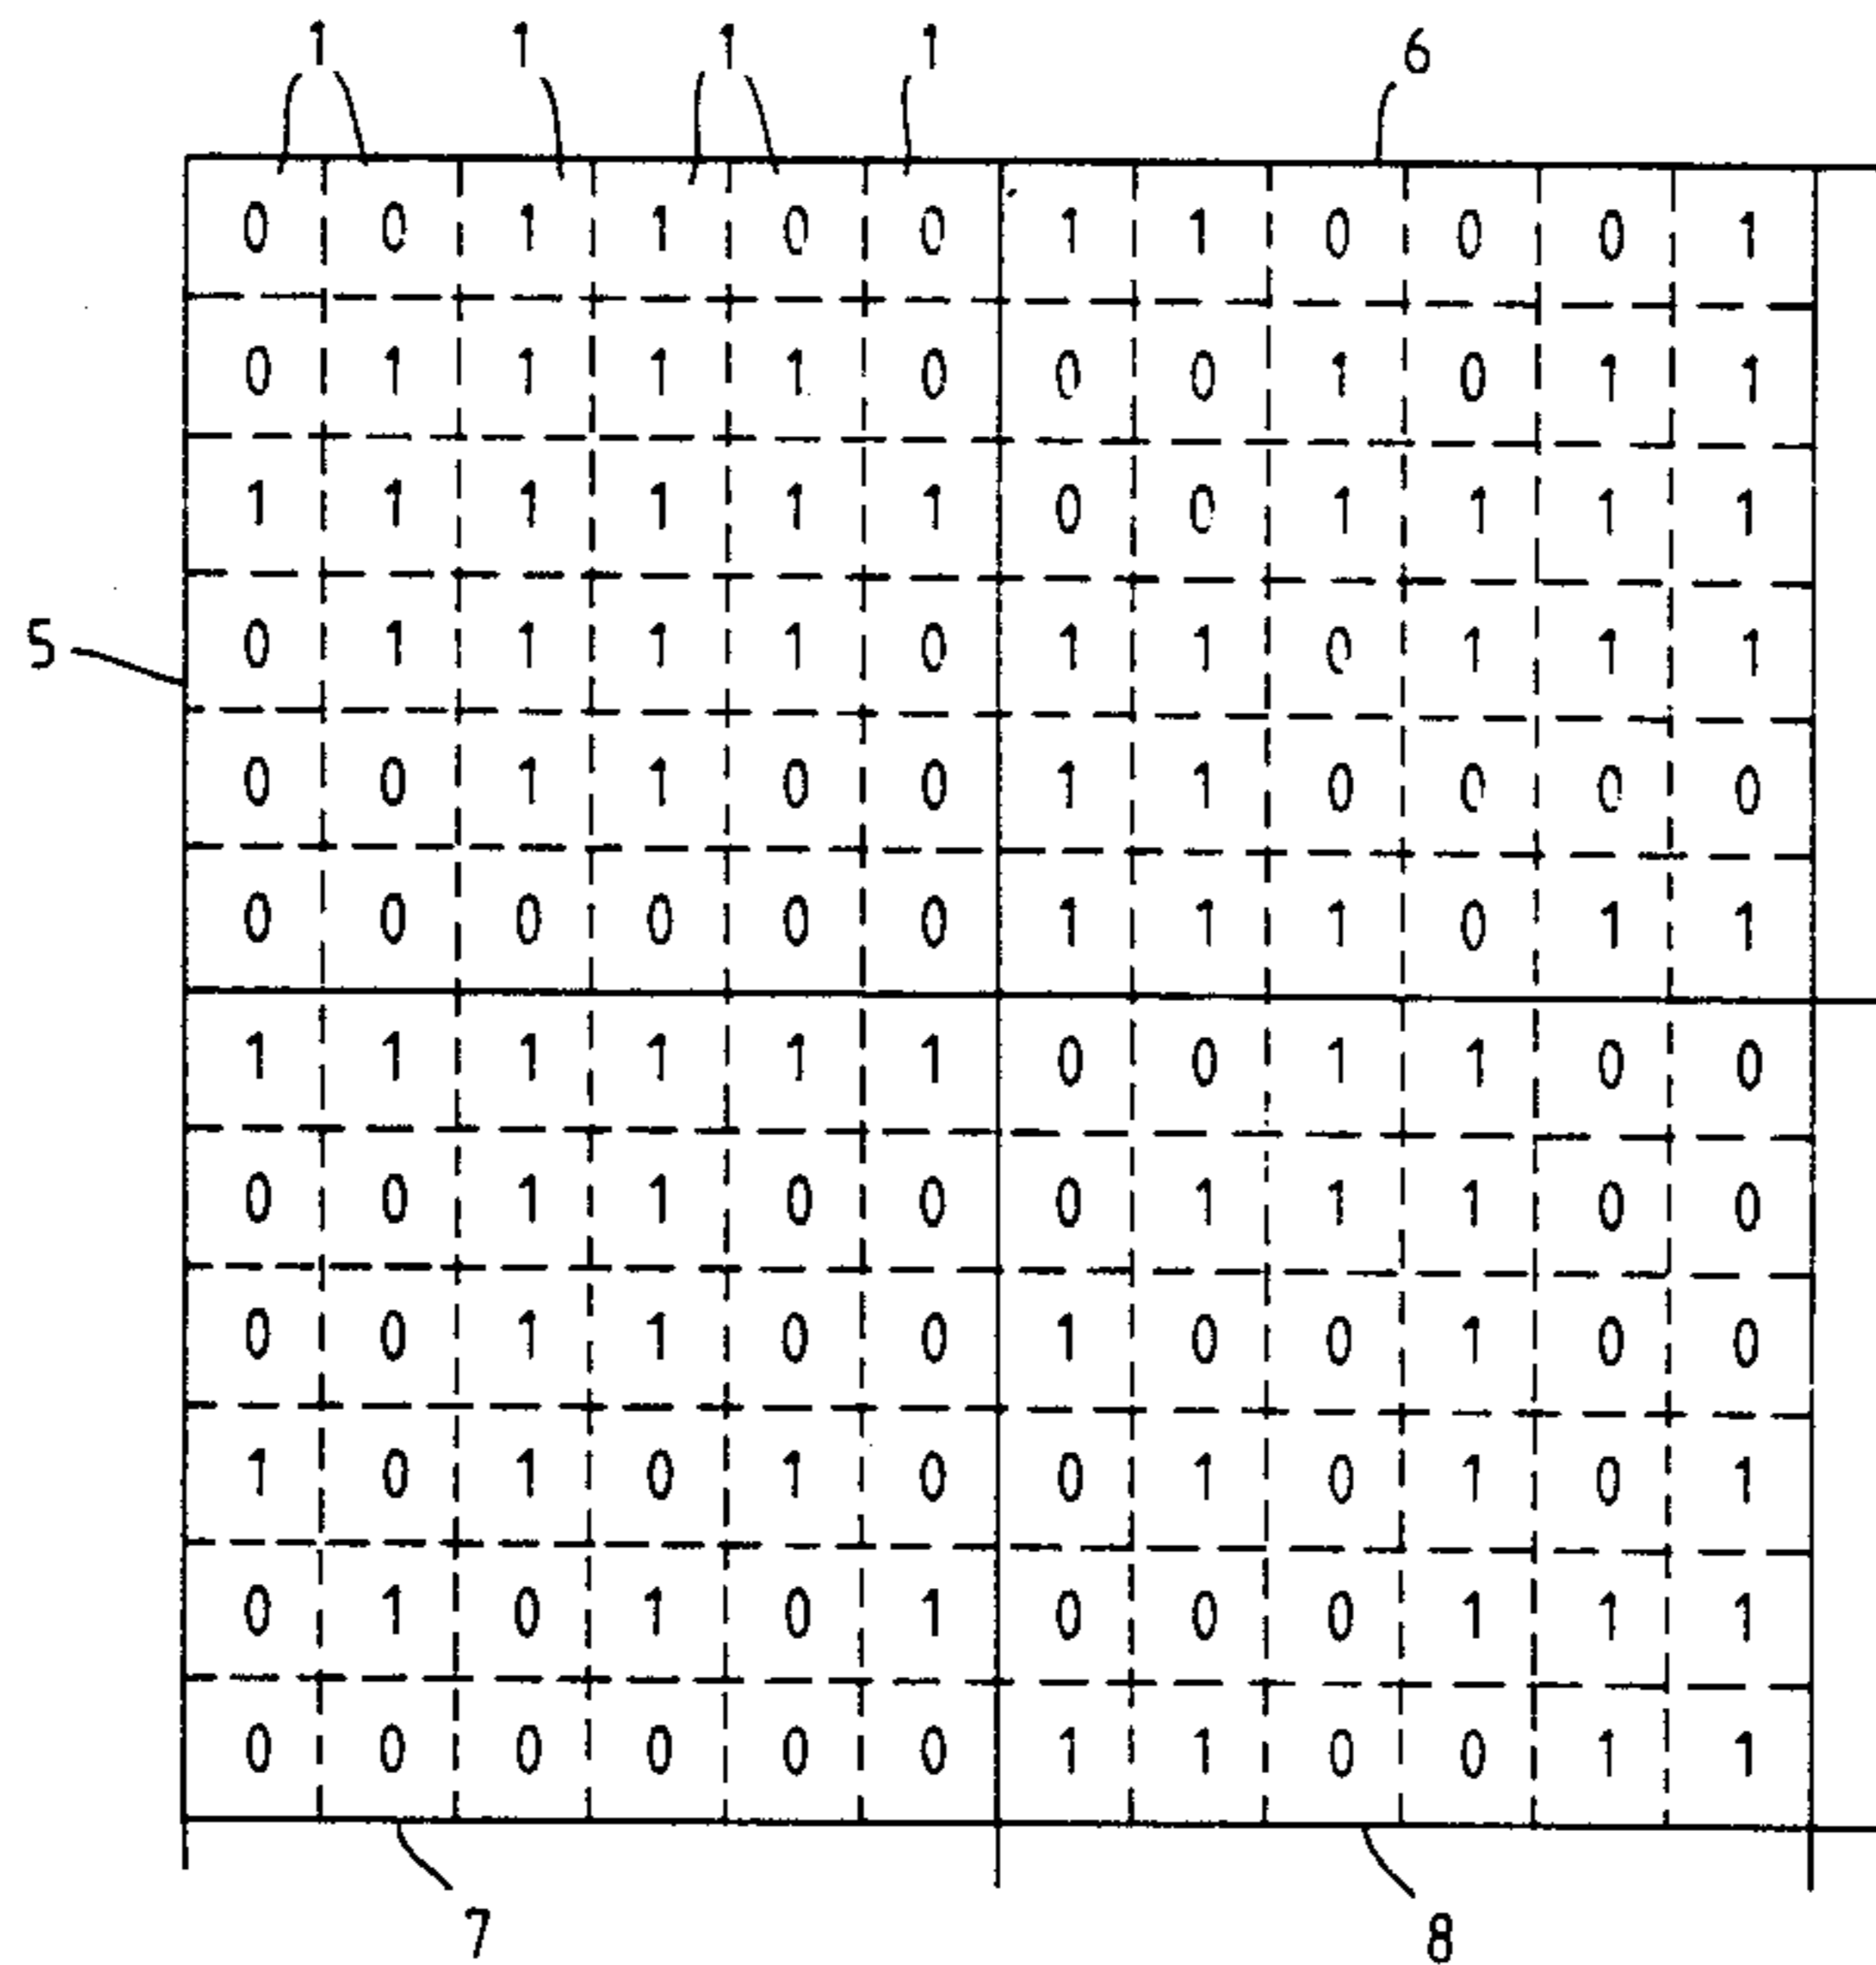 1 1 1 1 6
0 0 1 1 0 0 1 1 0 0 0 1
0 1 1 1 1 0 0 0 1 0 1 1
1 1 1 1 1 1 0 0 1 1 1 1
5 0 1 1 1 1 0 1 1 0 1 1 1
0 0 1 1 0 0 1 1 0 0 0 0
0 0 0 0 0 0 1 1 1 0 1 1
1 1 1 1 1 1 0 0 1 1 0 0
0 0 1 1 0 0 0 1 1 1 0 0
0 0 1 1 0 0 1 0 0 1 0 0
1 0 1 0 1 0 0 1 0 1 0 1
0 1 0 1 0 1 0 0 0 1 1 1
0 0 0 0 0 0 1 1 0 0 1 1
7 8